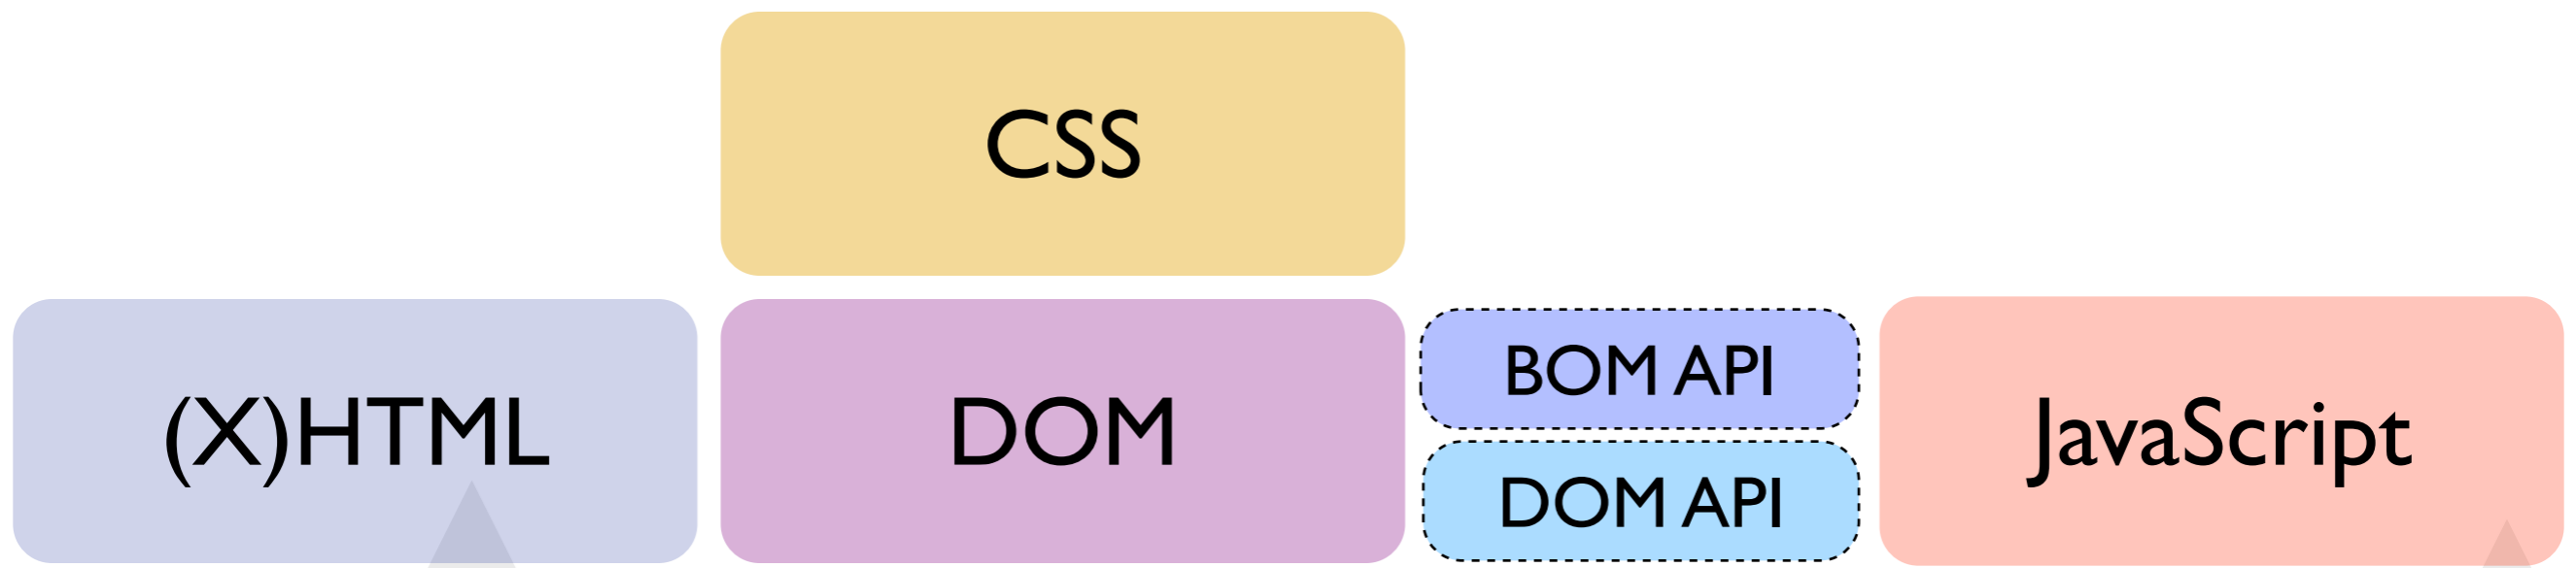 CSS
(X)HTML
DOM
BOM API
DOM API
JavaScript